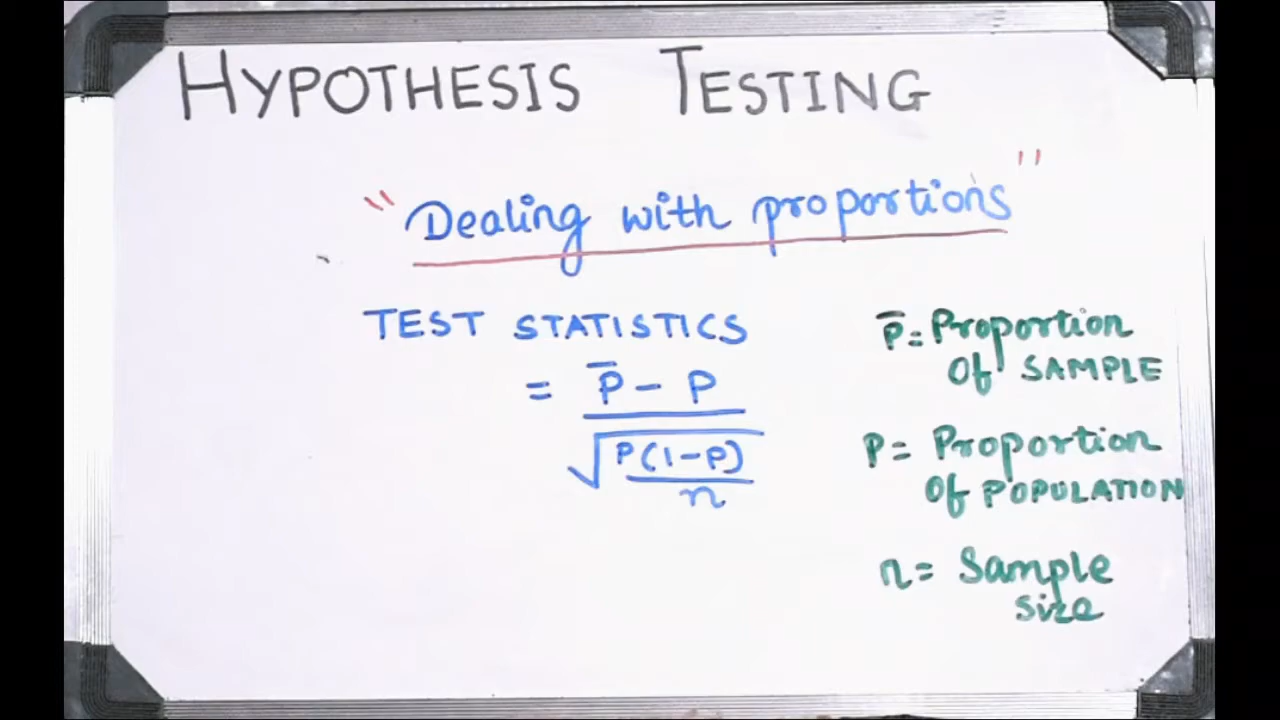 HYPOTHESIS TESTING
"Dealing with proportions"
TEST STATISTICS
= p̅ - p
√ p(1-p)
n
p̅ = Proportion
Of SAMPLE
p = Proportion
Of POPULATION
n = Sample
size